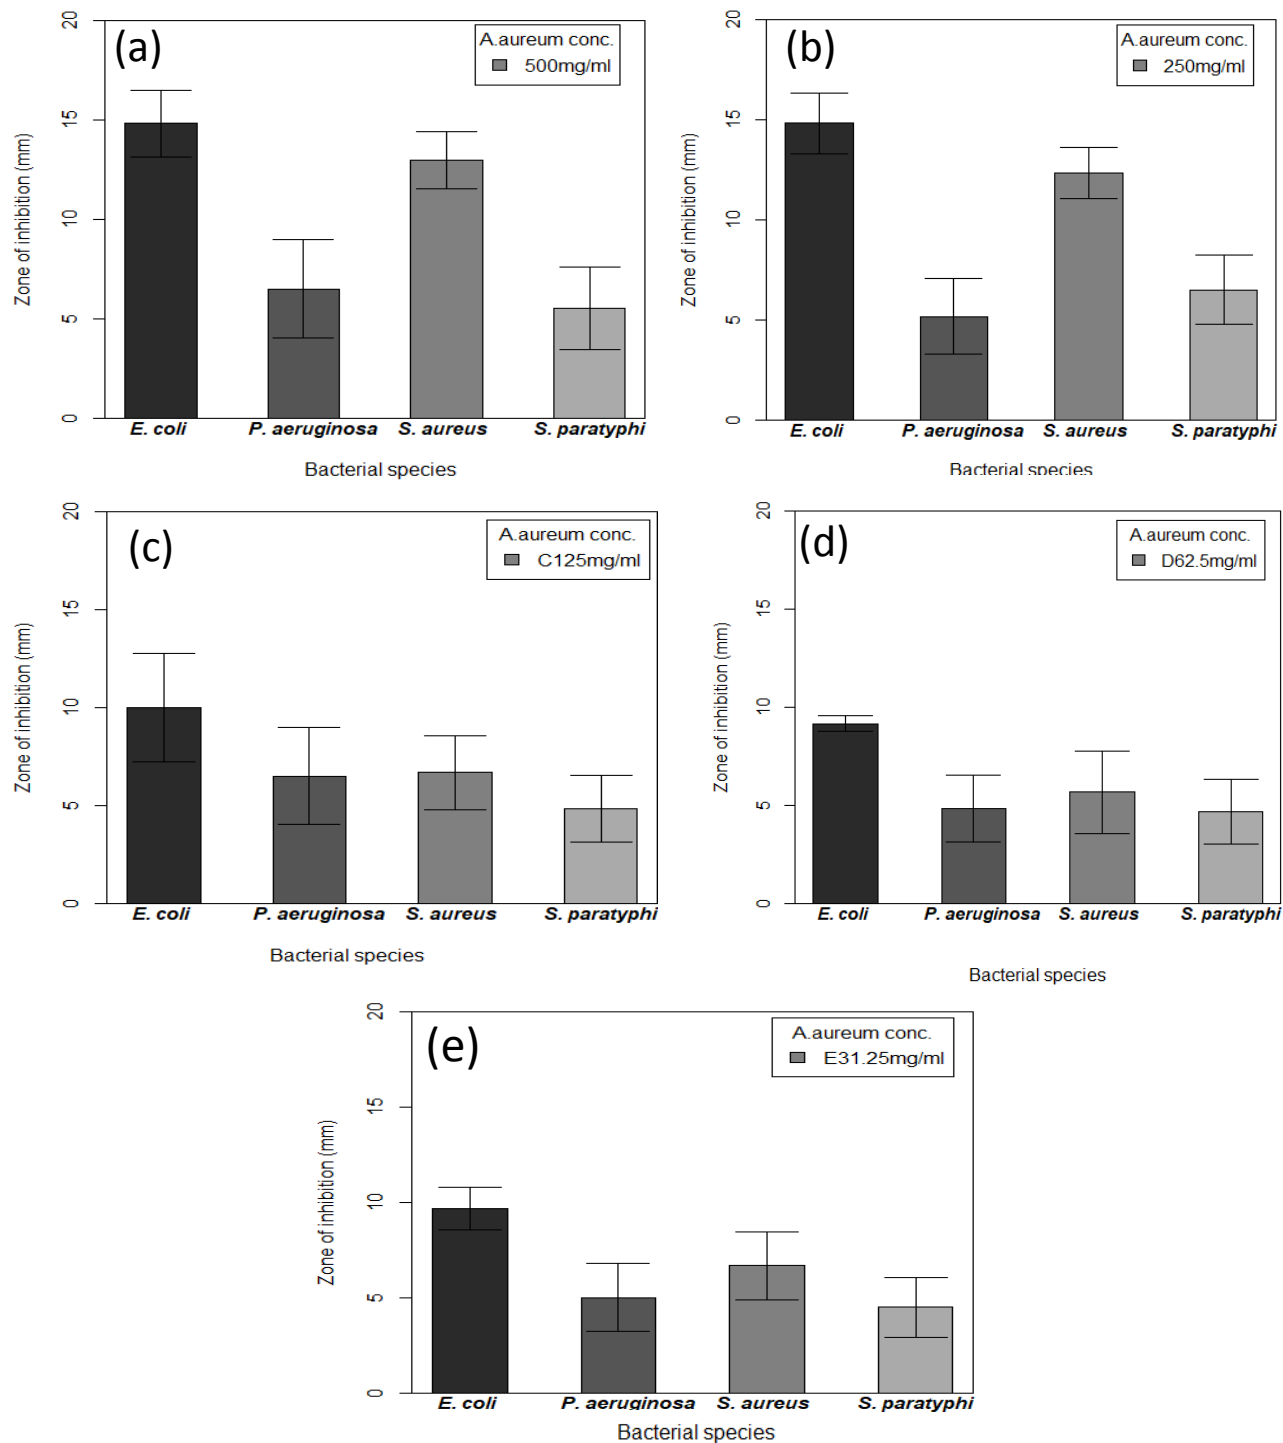 (a)
A.aureum conc.
500mg/ml
Zone of inhibition (mm)
20
15
10
5
0
E. coli P. aeruginosa S. aureus S. paratyphi
Bacterial species
(b)
A.aureum conc.
250mg/ml
Zone of inhibition (mm)
20
15
10
5
0
E. coli P. aeruginosa S. aureus S. paratyphi
Bacterial species
(c)
A.aureum conc.
C125mg/ml
Zone of inhibition (mm)
20
15
10
5
0
E. coli P. aeruginosa S. aureus S. paratyphi
Bacterial species
(d)
A.aureum conc.
D62.5mg/ml
Zone of inhibition (mm)
20
15
10
5
0
E. coli P. aeruginosa S. aureus S. paratyphi
Bacterial species
(e)
A.aureum conc.
E31.25mg/ml
Zone of inhibition (mm)
20
15
10
5
0
E. coli P. aeruginosa S. aureus S. paratyphi
Bacterial species